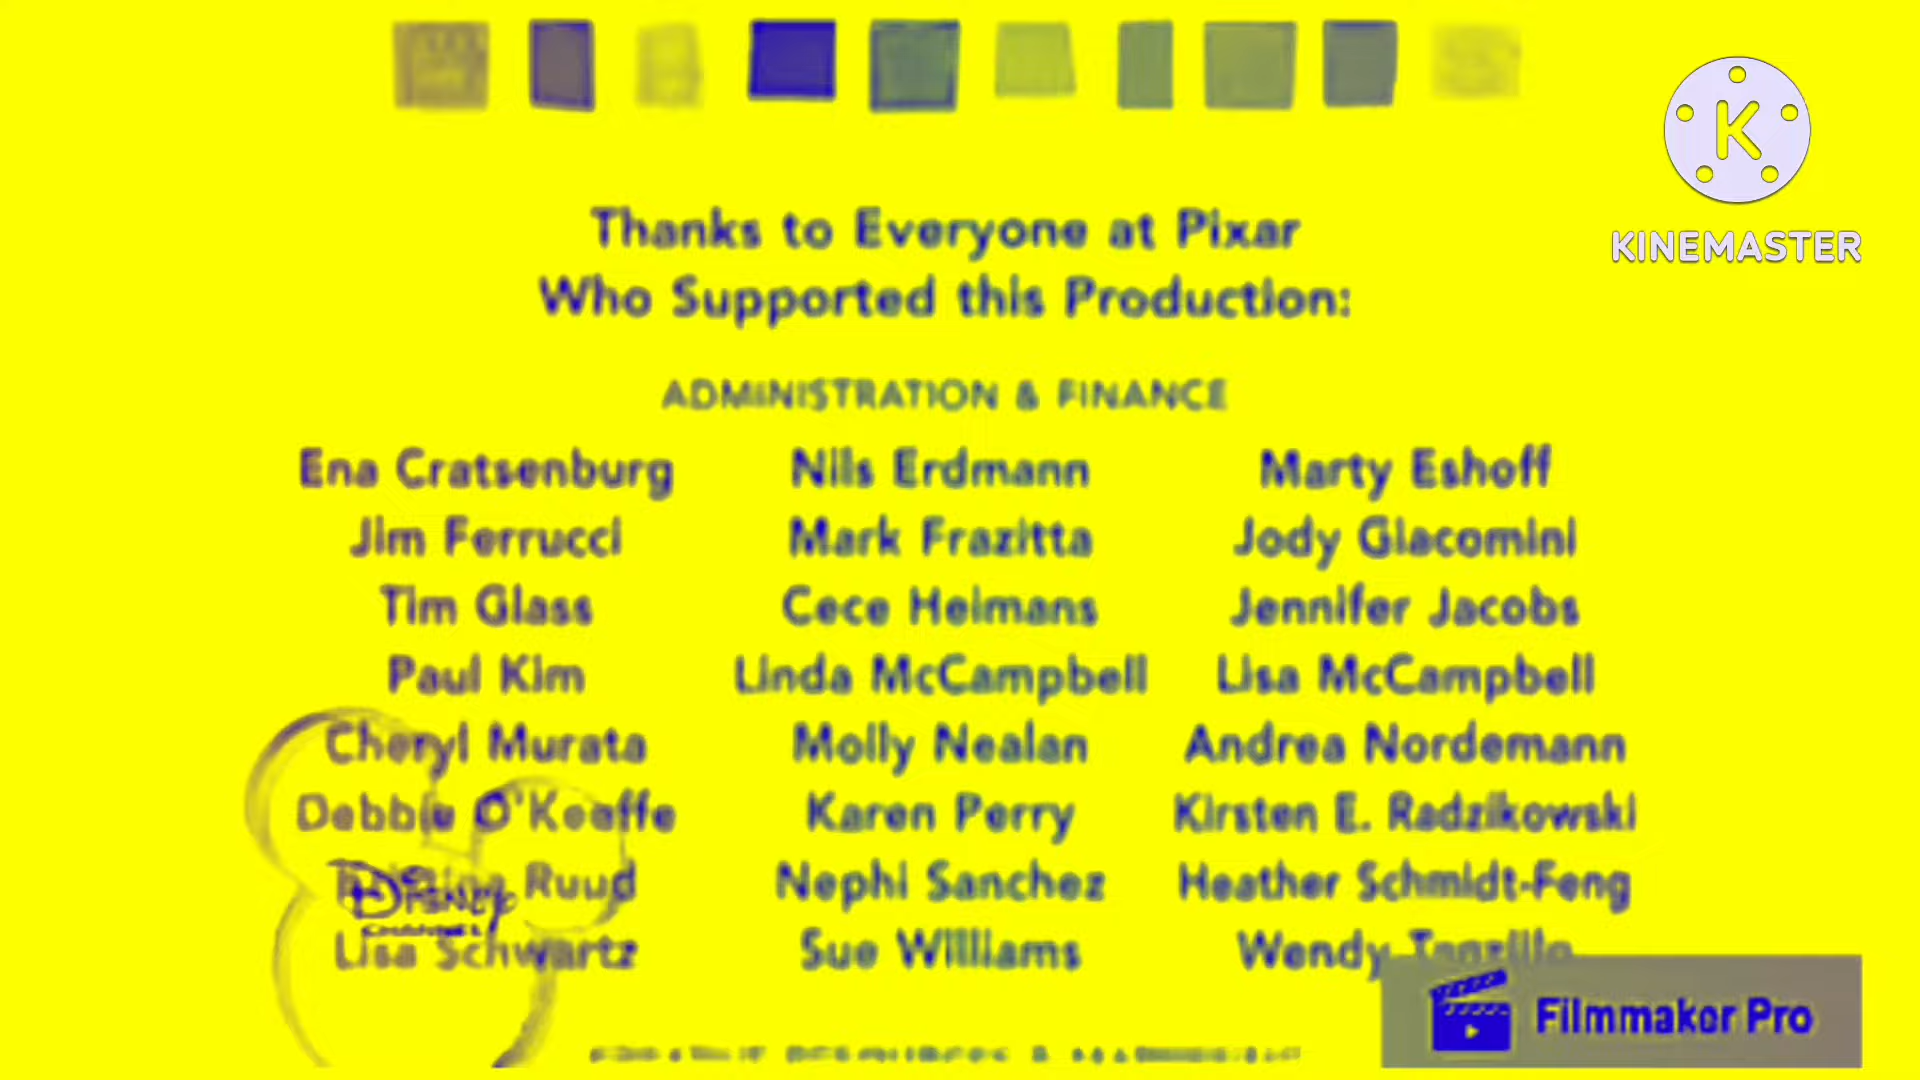 KINEMASTER
Thanks to Everyone at Pixar
Who Supported this Production:
ADMINISTRATION & FINANCE
Ena Cratsenburg Nils Erdmann Marty Eshoff
Jim Ferrucci Mark Frazitta Jody Giacomini
Tim Glass Cece Heimans Jennifer Jacobs
Paul Kim Linda McCampbell Lisa McCampbell
Cheryl Murata Molly Nealan Andrea Nordemann
Debbie O'Keeffe Karen Perry Kirsten E. Radzikowski
Ruud Nephi Sanchez Heather Schmidt-Feng
DISNEY
CHANNEL
Lisa Schwartz Sue Williams Wendy
Filmmaker Pro